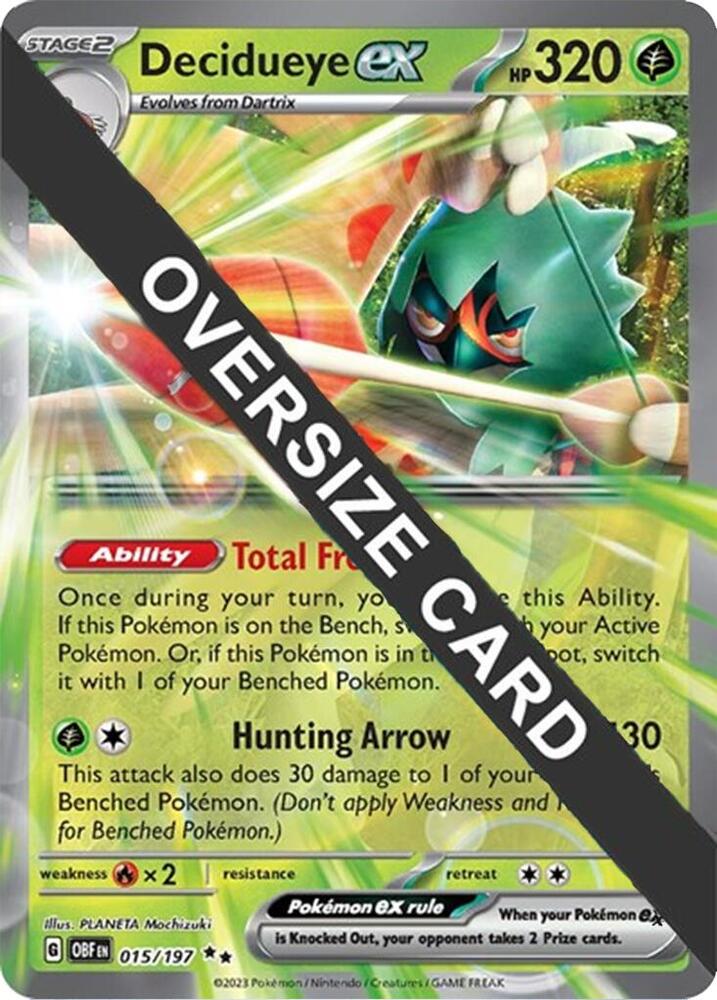 STAGE2
Decidueye ex
HP 320
Evolves from Dartrix
OVERSIZE CARD
Ability Total
Once during your turn, this Ability.
If this Pokémon is on the Bench, your Active
Pokémon. Or, if this Pokémon is in switch
it with 1 of your Benched Pokémon.
Hunting Arrow 130
This attack also does 30 damage to 1 of your
Benched Pokémon. (Don't apply Weakness and
for Benched Pokémon.)
weakness ×2 resistance retreat
Pokémon ex rule
When your Pokémon ex
is Knocked Out, your opponent takes 2 Prize cards.
Illus. PLANETA Mochizuki
G OBF EN 015/197
©2023 Pokémon / Nintendo / Creatures / GAME FREAK